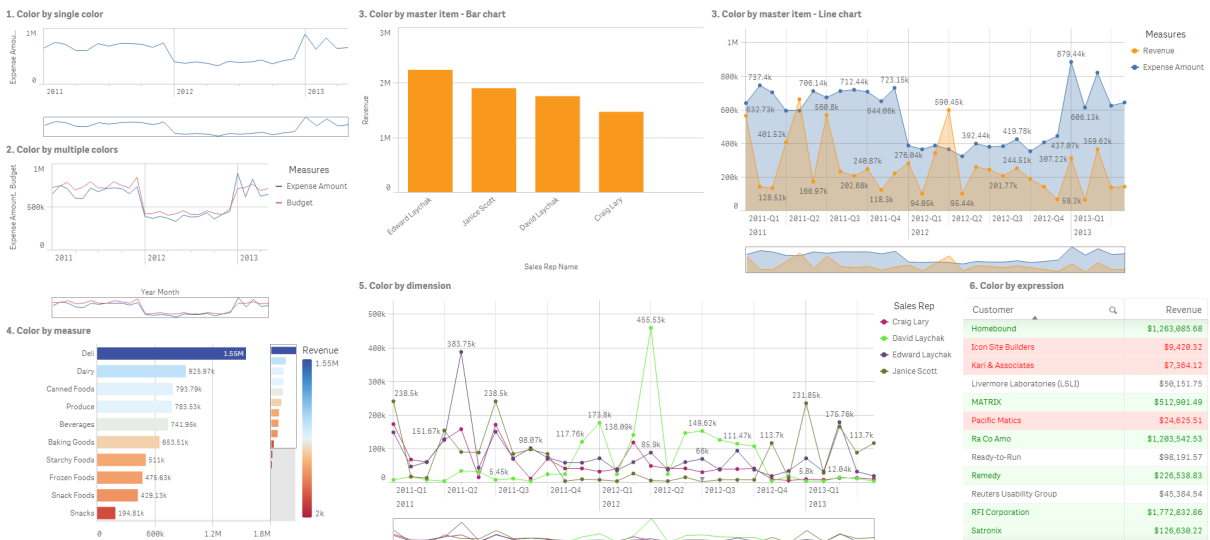 1. Color by single color
Expense Amou...
1M
0
2011
2012
2013
2. Color by multiple colors
Expense Amount, Budget
1M
500k
0
2011
2012
2013
Year Month
Measures
Expense Amount
Budget
3. Color by master item - Bar chart
Revenue
3M
2M
1M
0
Edward Laychak
Janice Scott
David Laychak
Craig Lary
Sales Rep Name
3. Color by master item - Line chart
1M
800k
600k
400k
200k
0
737.4k
706.14k
712.44k
723.15k
879.44k
632.73k
560.8k
644.06k
590.45k
606.13k
401.52k
240.87k
276.04k
392.44k
419.78k
437.07k
359.62k
307.22k
128.51k
166.97k
202.68k
118.3k
94.05k
95.44k
201.77k
244.51k
59.2k
2011-Q1
2011-Q2
2011-Q3
2011-Q4
2012-Q1
2012-Q2
2012-Q3
2012-Q4
2013-Q1
2011
2012
2013
Measures
Revenue
Expense Amount
4. Color by measure
Deli 1.55M
Dairy 925.97k
Canned Foods 793.79k
Produce 783.53k
Beverages 741.95k
Baking Goods 653.51k
Starchy Foods 511k
Frozen Foods 475.63k
Snack Foods 429.13k
Snacks 194.81k
0
600k
1.2M
1.8M
Revenue
1.55M
2k
5. Color by dimension
500k
400k
300k
200k
100k
0
238.5k
151.67k
383.75k
238.5k
5.45k
98.07k
117.76k
173.8k
138.09k
455.53k
85.9k
149.62k
66k
111.47k
113.7k
231.85k
5.8k
175.76k
12.04k
113.7k
2011-Q1
2011-Q2
2011-Q3
2011-Q4
2012-Q1
2012-Q2
2012-Q3
2012-Q4
2013-Q1
2011
2012
2013
Sales Rep
Craig Lary
David Laychak
Edward Laychak
Janice Scott
6. Color by expression
Customer Revenue
Homebound $1,263,085.68
Icon Site Builders $9,420.32
Kari & Associates $7,364.32
Livermore Laboratories (LSLI) $50,151.75
MATRIX $512,901.49
Pacific Matics $24,625.51
Ra Co Amo $1,203,542.53
Ready-to-Run $98,191.57
Remedy $226,538.83
Reuters Usability Group $45,384.54
RFI Corporation $1,772,832.86
Satronix $126,630.22